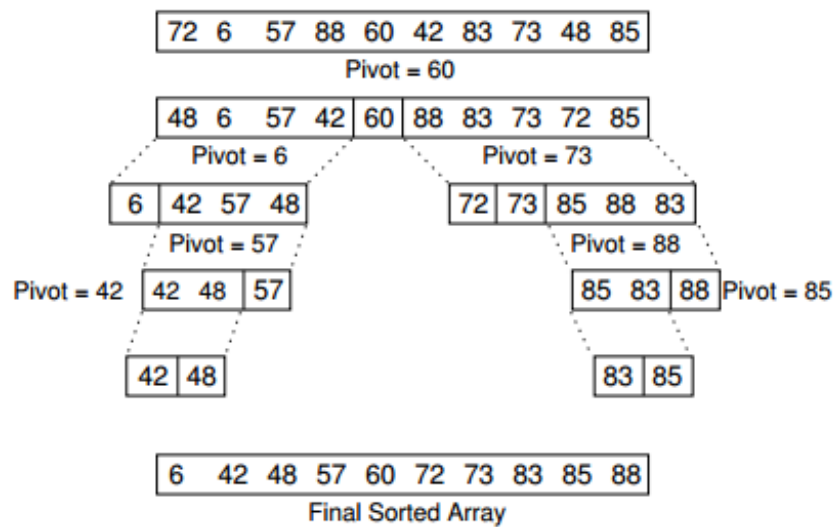 72 6 57 88 60 42 83 73 48 85
Pivot = 60
48 6 57 42 60 88 83 73 72 85
Pivot = 6 Pivot = 73
6 42 57 48 72 73 85 88 83
Pivot = 57 Pivot = 88
Pivot = 42 42 48 57 85 83 88 Pivot = 85
42 48 83 85
6 42 48 57 60 72 73 83 85 88
Final Sorted Array